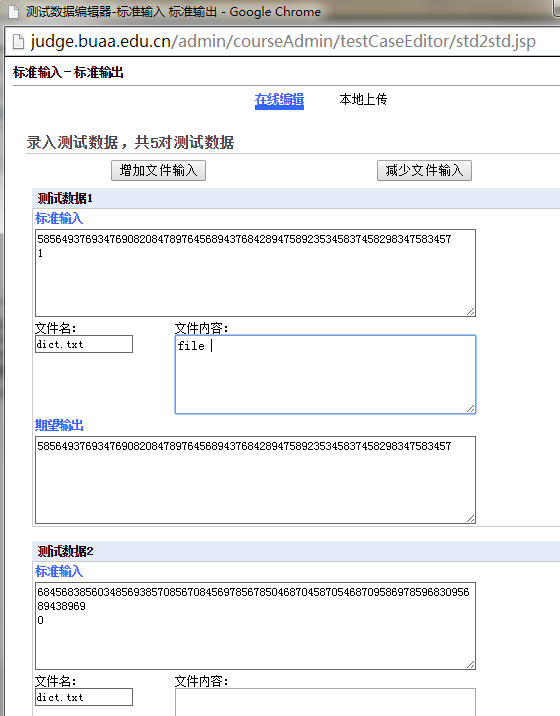 测试数据编辑器-标准输入 标准输出 - Google Chrome
judge.buaa.edu.cn/admin/courseAdmin/testCaseEditor/std2std.jsp
标准输入－标准输出
在线编辑 本地上传
录入测试数据，共5对测试数据
增加文件输入 减少文件输入
测试数据1
标准输入
585649376934769082084789764568943768428947589235345837458298347583457
1
文件名： 文件内容：
dict.txt file
期望输出
585649376934769082084789764568943768428947589235345837458298347583457
测试数据2
标准输入
684568385603485693857085670845697856785046870458705468709586978596830956
89438969
0
文件名： 文件内容：
dict.txt